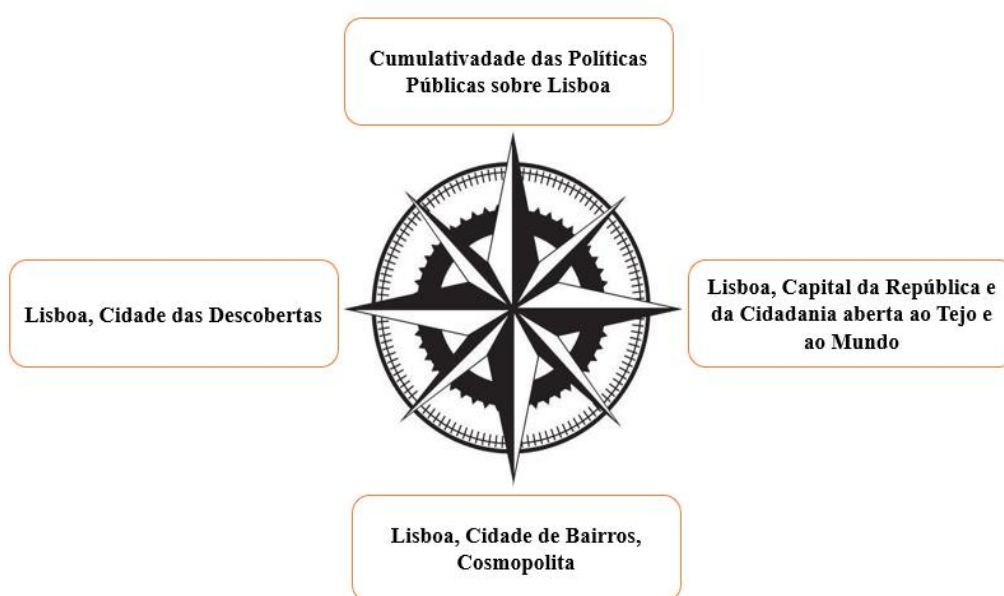 Cumulativadade das Políticas
Públicas sobre Lisboa
Lisboa, Cidade das Descobertas
Lisboa, Capital da República e
da Cidadania aberta ao Tejo e
ao Mundo
Lisboa, Cidade de Bairros,
Cosmopolita